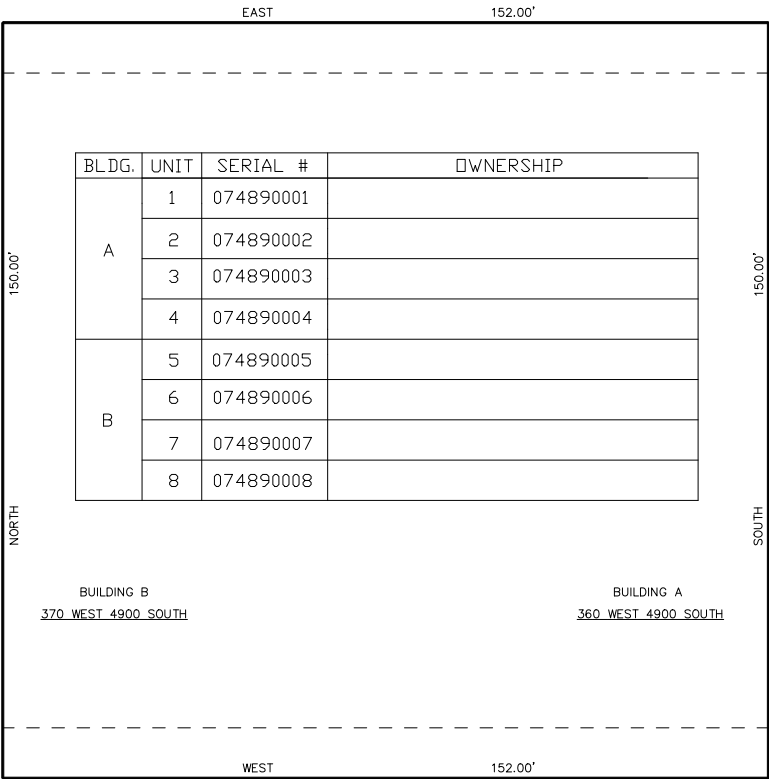 EAST 152.00'
BLDG. UNIT SERIAL # OWNERSHIP
A
1 074890001
2 074890002
3 074890003
4 074890004
B
5 074890005
6 074890006
7 074890007
8 074890008
150.00'
NORTH
150.00'
SOUTH
BUILDING B
370 WEST 4900 SOUTH
BUILDING A
360 WEST 4900 SOUTH
WEST 152.00'